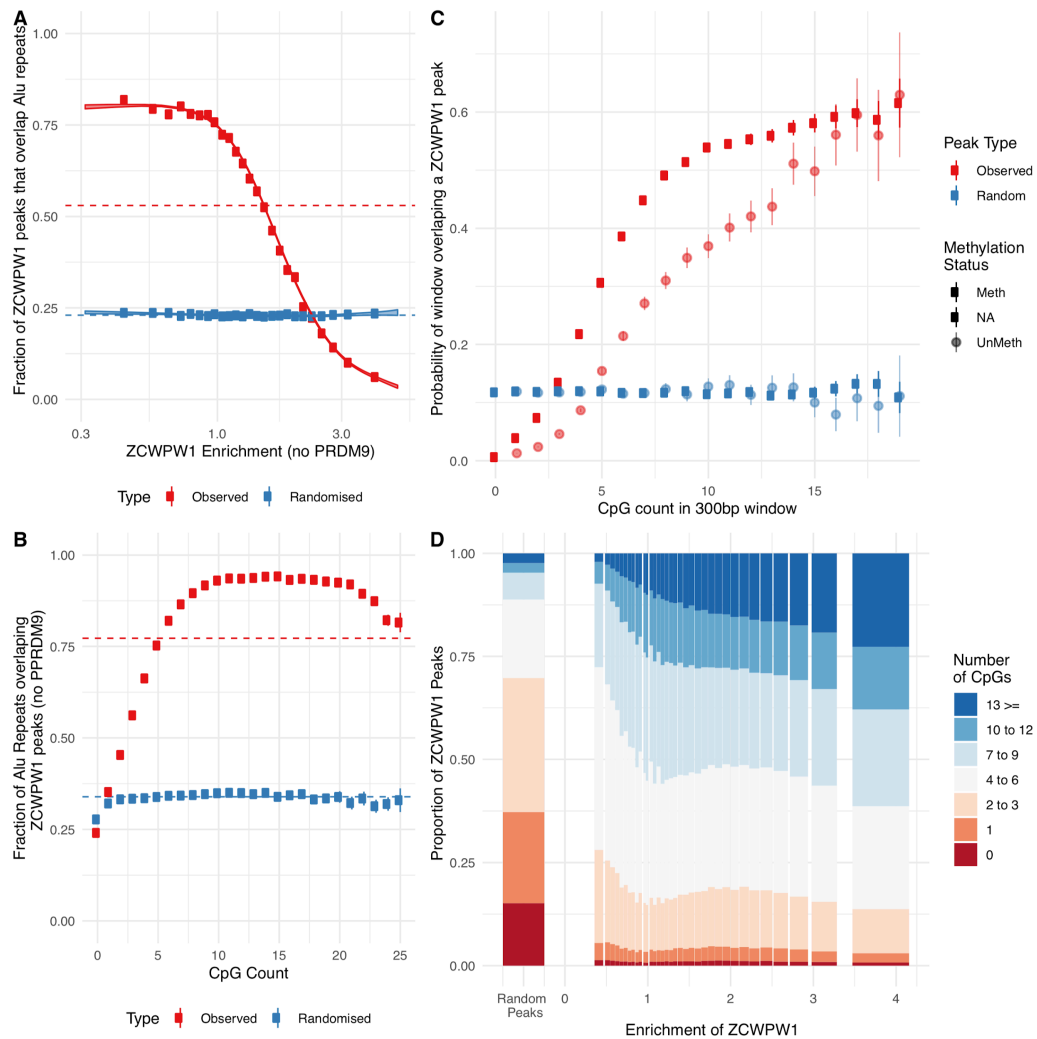 A
Fraction of ZCWPW1 peaks that overlap Alu repeats
1.00
0.75
0.50
0.25
0.00
0.3
1.0
3.0
ZCWPW1 Enrichment (no PRDM9)
Type
Observed
Randomised
B
Fraction of Alu Repeats overlaping
ZCWPW1 peaks (no PPRDM9)
1.00
0.75
0.50
0.25
0.00
0
5
10
15
20
25
CpG Count
Type
Observed
Randomised
C
Probability of window overlaping a ZCWPW1 peak
0.6
0.4
0.2
0.0
0
5
10
15
CpG count in 300bp window
Peak Type
Observed
Random
Methylation
Status
Meth
NA
UnMeth
D
Proportion of ZCWPW1 Peaks
1.00
0.75
0.50
0.25
0.00
Random
Peaks
0
1
2
3
4
Enrichment of ZCWPW1
Number
of CpGs
13 >=
10 to 12
7 to 9
4 to 6
2 to 3
1
0